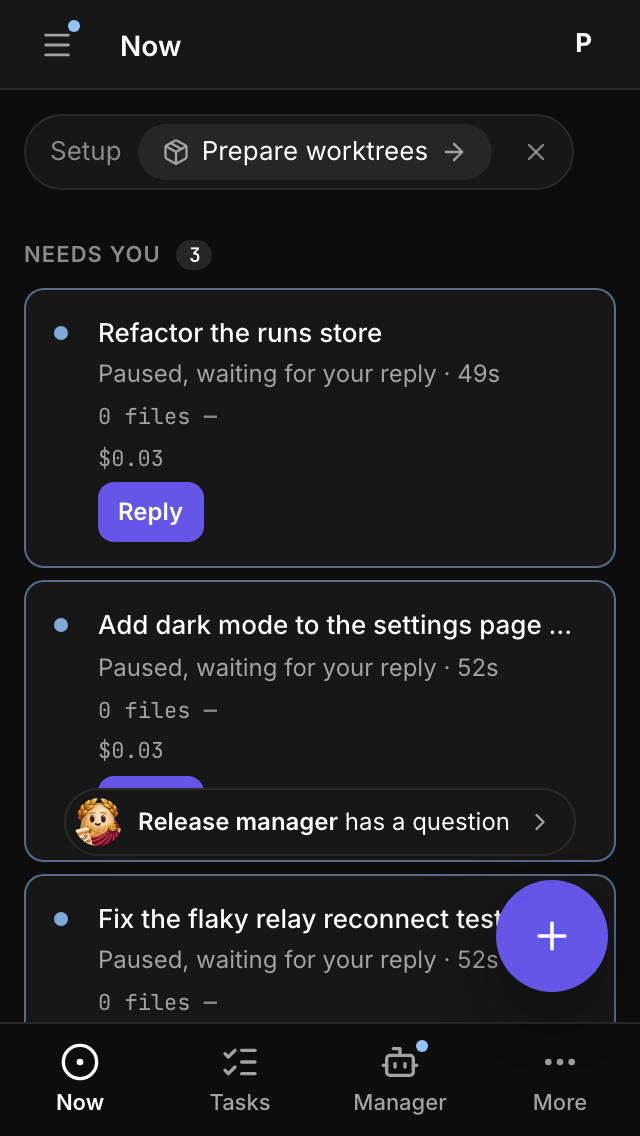 Now
P
Setup Prepare worktrees
NEEDS YOU 3
Refactor the runs store
Paused, waiting for your reply · 49s
0 files —
$0.03
Reply
Add dark mode to the settings page ...
Paused, waiting for your reply · 52s
0 files —
$0.03
Release manager has a question
Fix the flaky relay reconnect test
Paused, waiting for your reply · 52s
0 files —
Now
Tasks
Manager
More